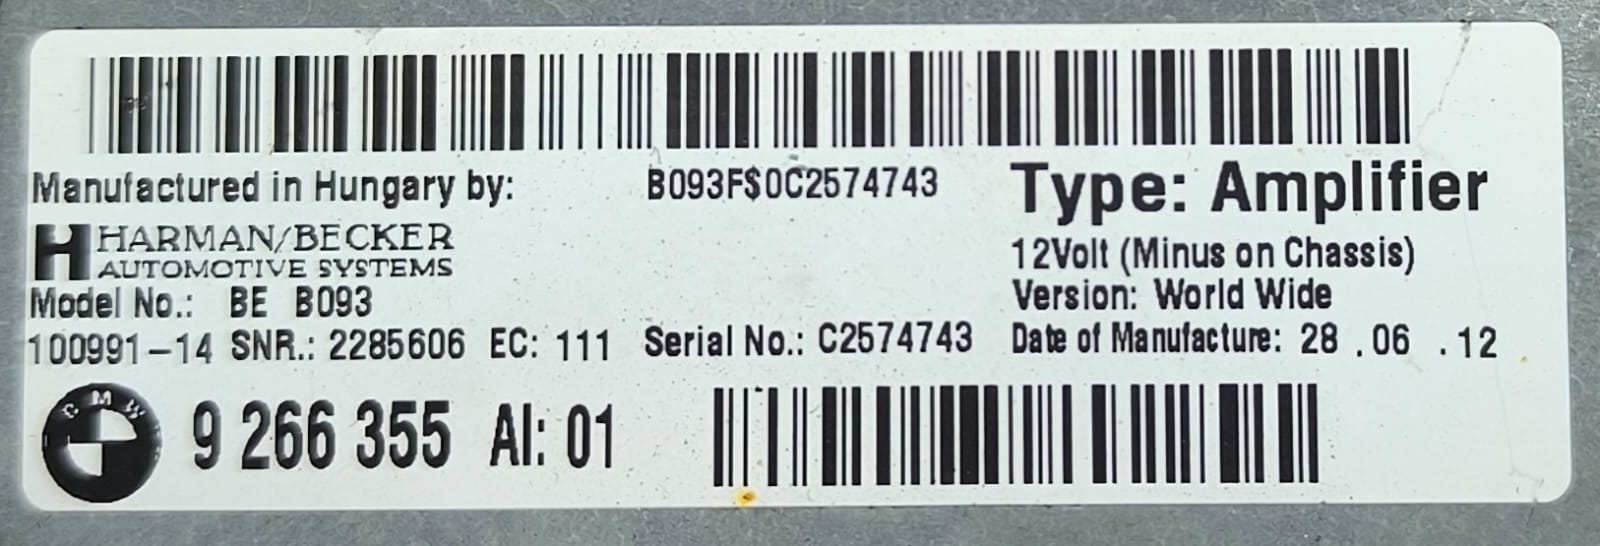 Manufactured in Hungary by:
B093F$0C2574743
Type: Amplifier
HARMAN/BECKER
AUTOMOTIVE SYSTEMS
12Volt (Minus on Chassis)
Model No.: BE B093
Version: World Wide
100991-14 SNR.: 2285606 EC: 111
Serial No.: C2574743
Date of Manufacture: 28 .06 .12
BMW
9 266 355 AI: 01